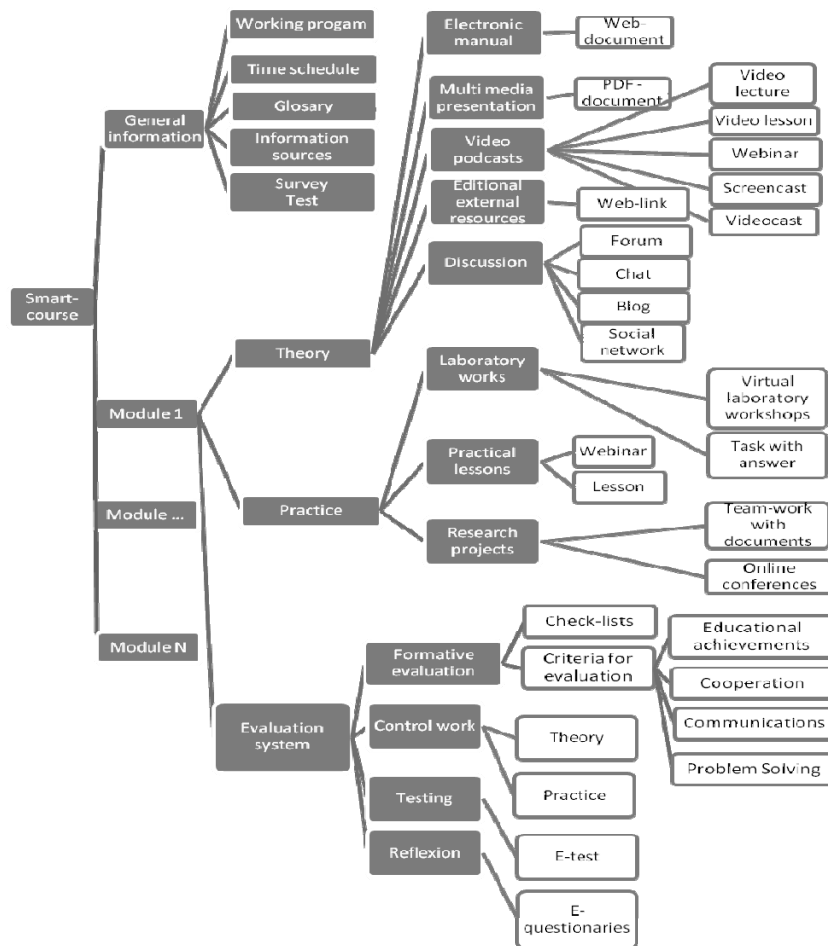 Smart-
course
General
information
Working progam
Time schedule
Glosary
Information
sources
Survey
Test
Module 1
Theory
Electronic
manual
Web-
document
Multi media
presentation
PDF-
document
Video
podcasts
Video
lecture
Video lesson
Webinar
Screencast
Videocast
Editional
external
resources
Web-link
Discussion
Forum
Chat
Blog
Social
network
Practice
Laboratory
works
Virtual
laboratory
workshops
Task with
answer
Practical
lessons
Webinar
Lesson
Research
projects
Team-work
with
documents
Online
conferences
Evaluation
system
Formative
evaluation
Check-lists
Criteria for
evaluation
Educational
achievements
Cooperation
Communications
Problem Solving
Control work
Theory
Practice
Testing
E-test
Reflexion
E-
questionaries
Module ...
Module N